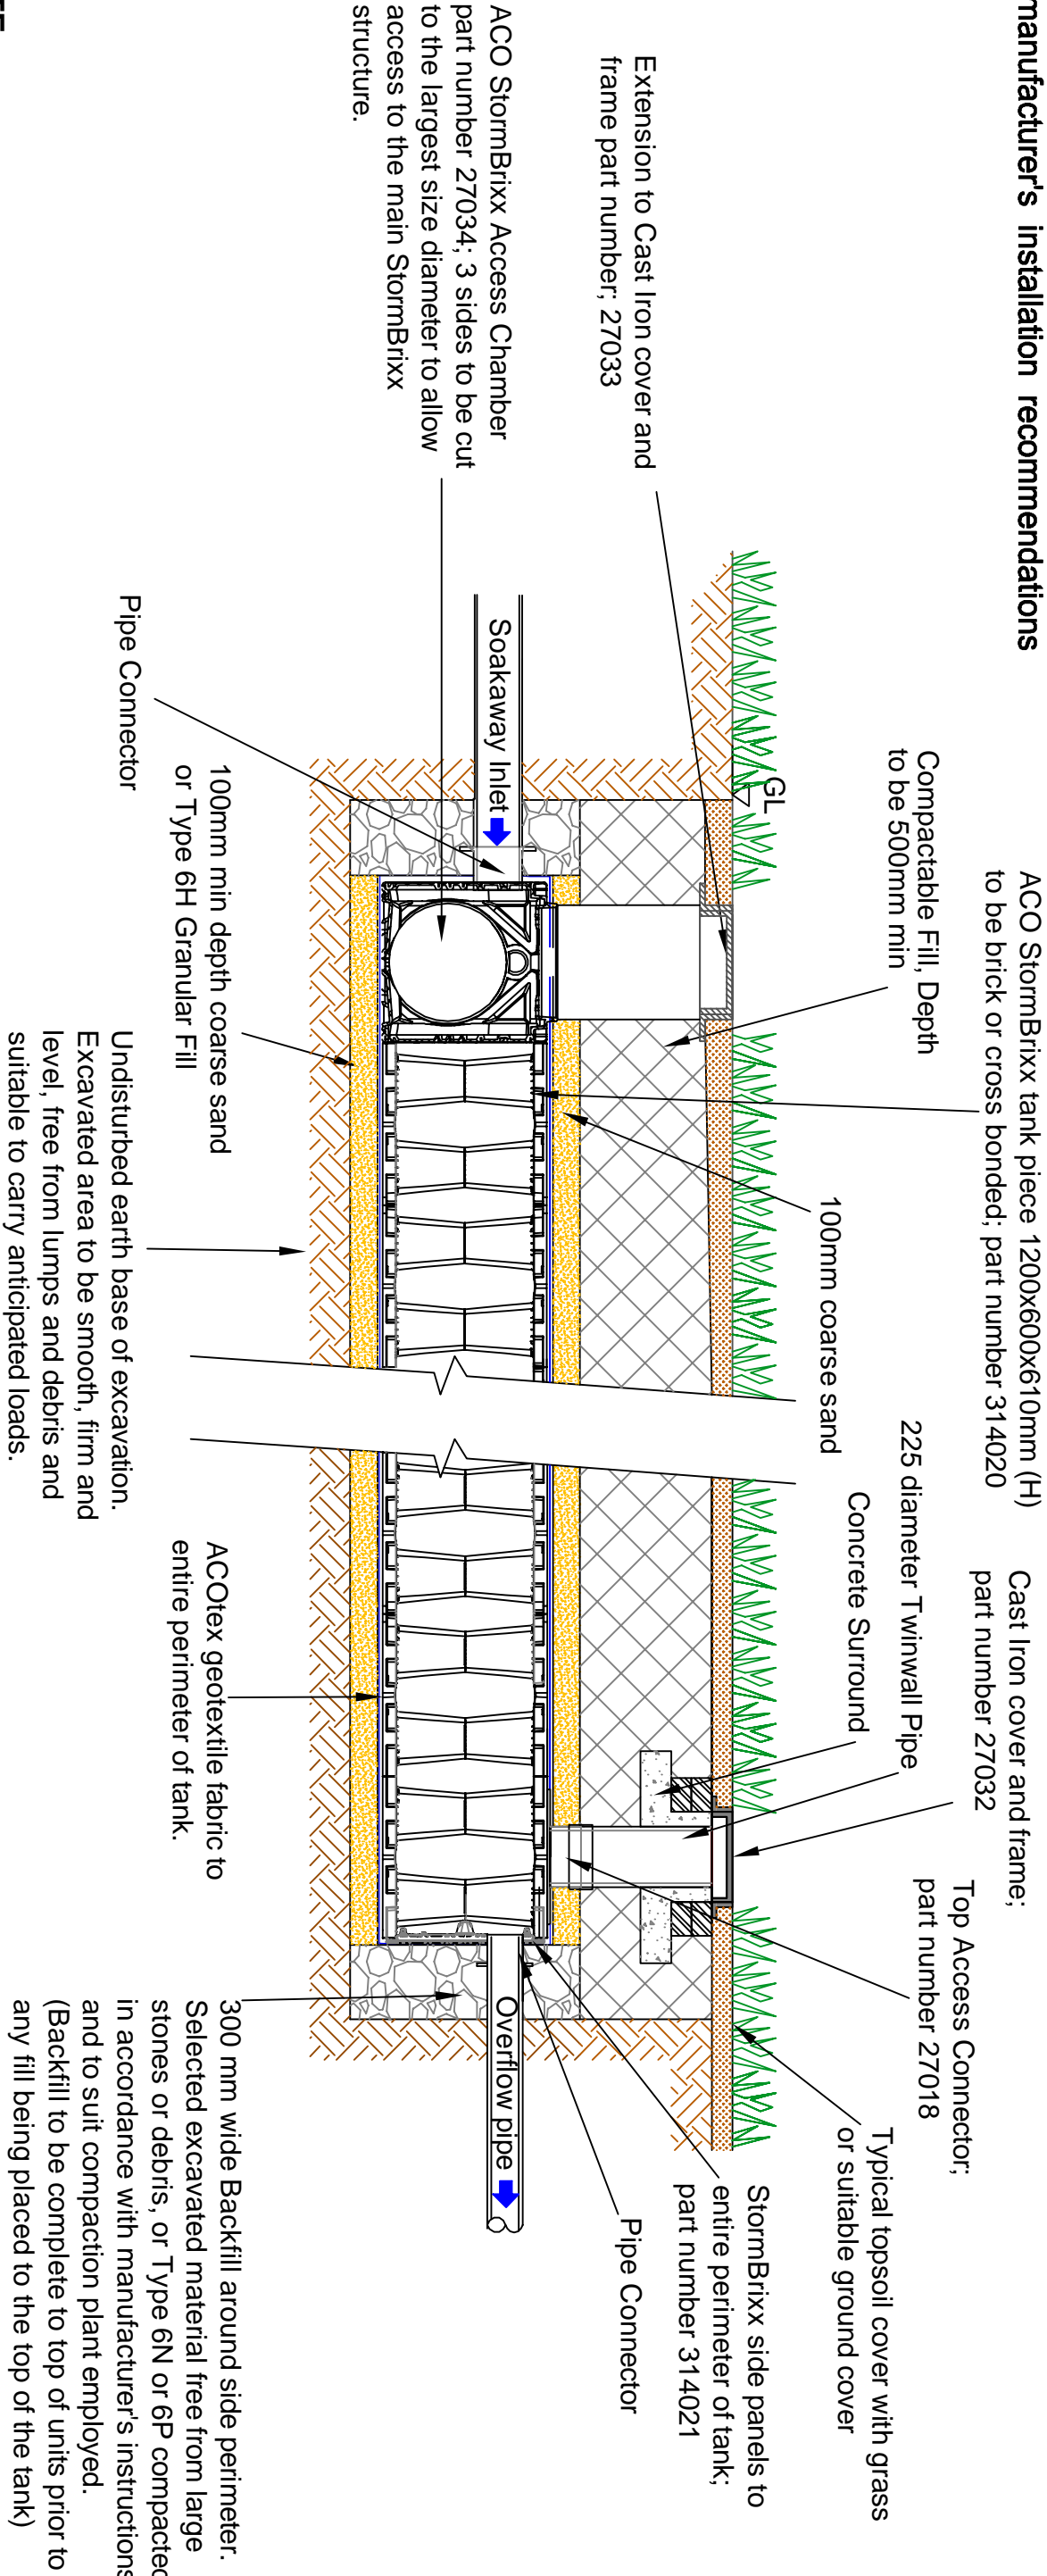 manufacturer's installation recommendations
ACO StormBrixx tank piece 1200x600x610mm (H)
to be brick or cross bonded; part number 314020
Cast Iron cover and frame;
part number 27032
Compactable Fill, Depth
to be 500mm min
225 diameter Twinwall Pipe
Concrete Surround
Top Access Connector;
part number 27018
Typical topsoil cover with grass
or suitable ground cover
100mm coarse sand
GL
StormBrixx side panels to
entire perimeter of tank;
part number 314021
Extension to Cast Iron cover and
frame part number; 27033
Pipe Connector
ACO StormBrixx Access Chamber
part number 27034; 3 sides to be cut
to the largest size diameter to allow
access to the main StormBrixx
structure.
Soakaway Inlet
Overflow pipe
Pipe Connector
100mm min depth coarse sand
or Type 6H Granular Fill
ACOtex geotextile fabric to
entire perimeter of tank.
Undisturbed earth base of excavation.
Excavated area to be smooth, firm and
level, free from lumps and debris and
suitable to carry anticipated loads.
300 mm wide Backfill around side perimeter.
Selected excavated material free from large
stones or debris, or Type 6N or 6P compacted
in accordance with manufacturer's instructions
and to suit compaction plant employed.
(Backfill to be complete to top of units prior to
any fill being placed to the top of the tank)